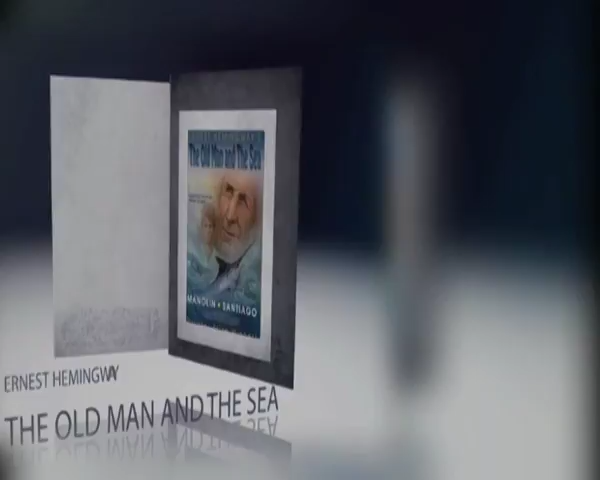 The Old Man and The Sea
MANOLIN • SANTIAGO
ERNEST HEMINGWAY
THE OLD MAN AND THE SEA